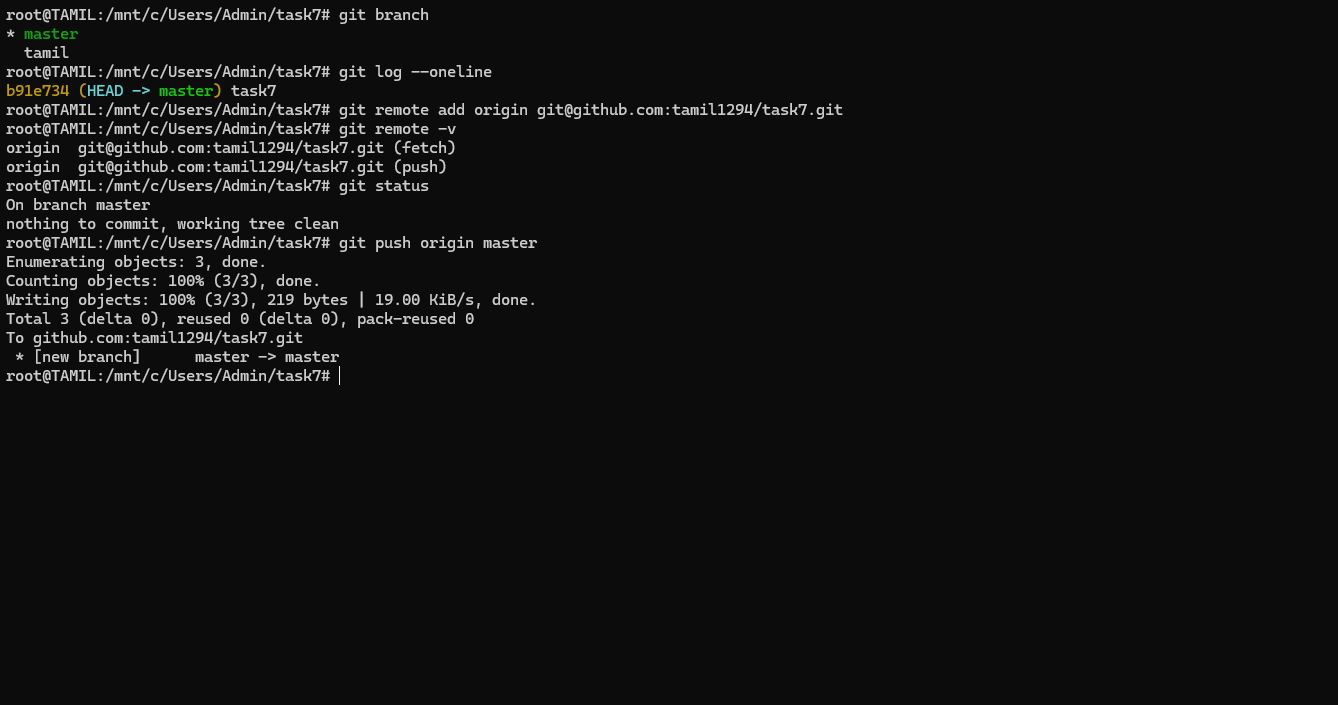 root@TAMIL:/mnt/c/Users/Admin/task7# git branch
* master
  tamil
root@TAMIL:/mnt/c/Users/Admin/task7# git log --oneline
b91e734 (HEAD -> master) task7
root@TAMIL:/mnt/c/Users/Admin/task7# git remote add origin git@github.com:tamil1294/task7.git
root@TAMIL:/mnt/c/Users/Admin/task7# git remote -v
origin  git@github.com:tamil1294/task7.git (fetch)
origin  git@github.com:tamil1294/task7.git (push)
root@TAMIL:/mnt/c/Users/Admin/task7# git status
On branch master
nothing to commit, working tree clean
root@TAMIL:/mnt/c/Users/Admin/task7# git push origin master
Enumerating objects: 3, done.
Counting objects: 100% (3/3), done.
Writing objects: 100% (3/3), 219 bytes | 19.00 KiB/s, done.
Total 3 (delta 0), reused 0 (delta 0), pack-reused 0
To github.com:tamil1294/task7.git
 * [new branch]      master -> master
root@TAMIL:/mnt/c/Users/Admin/task7#